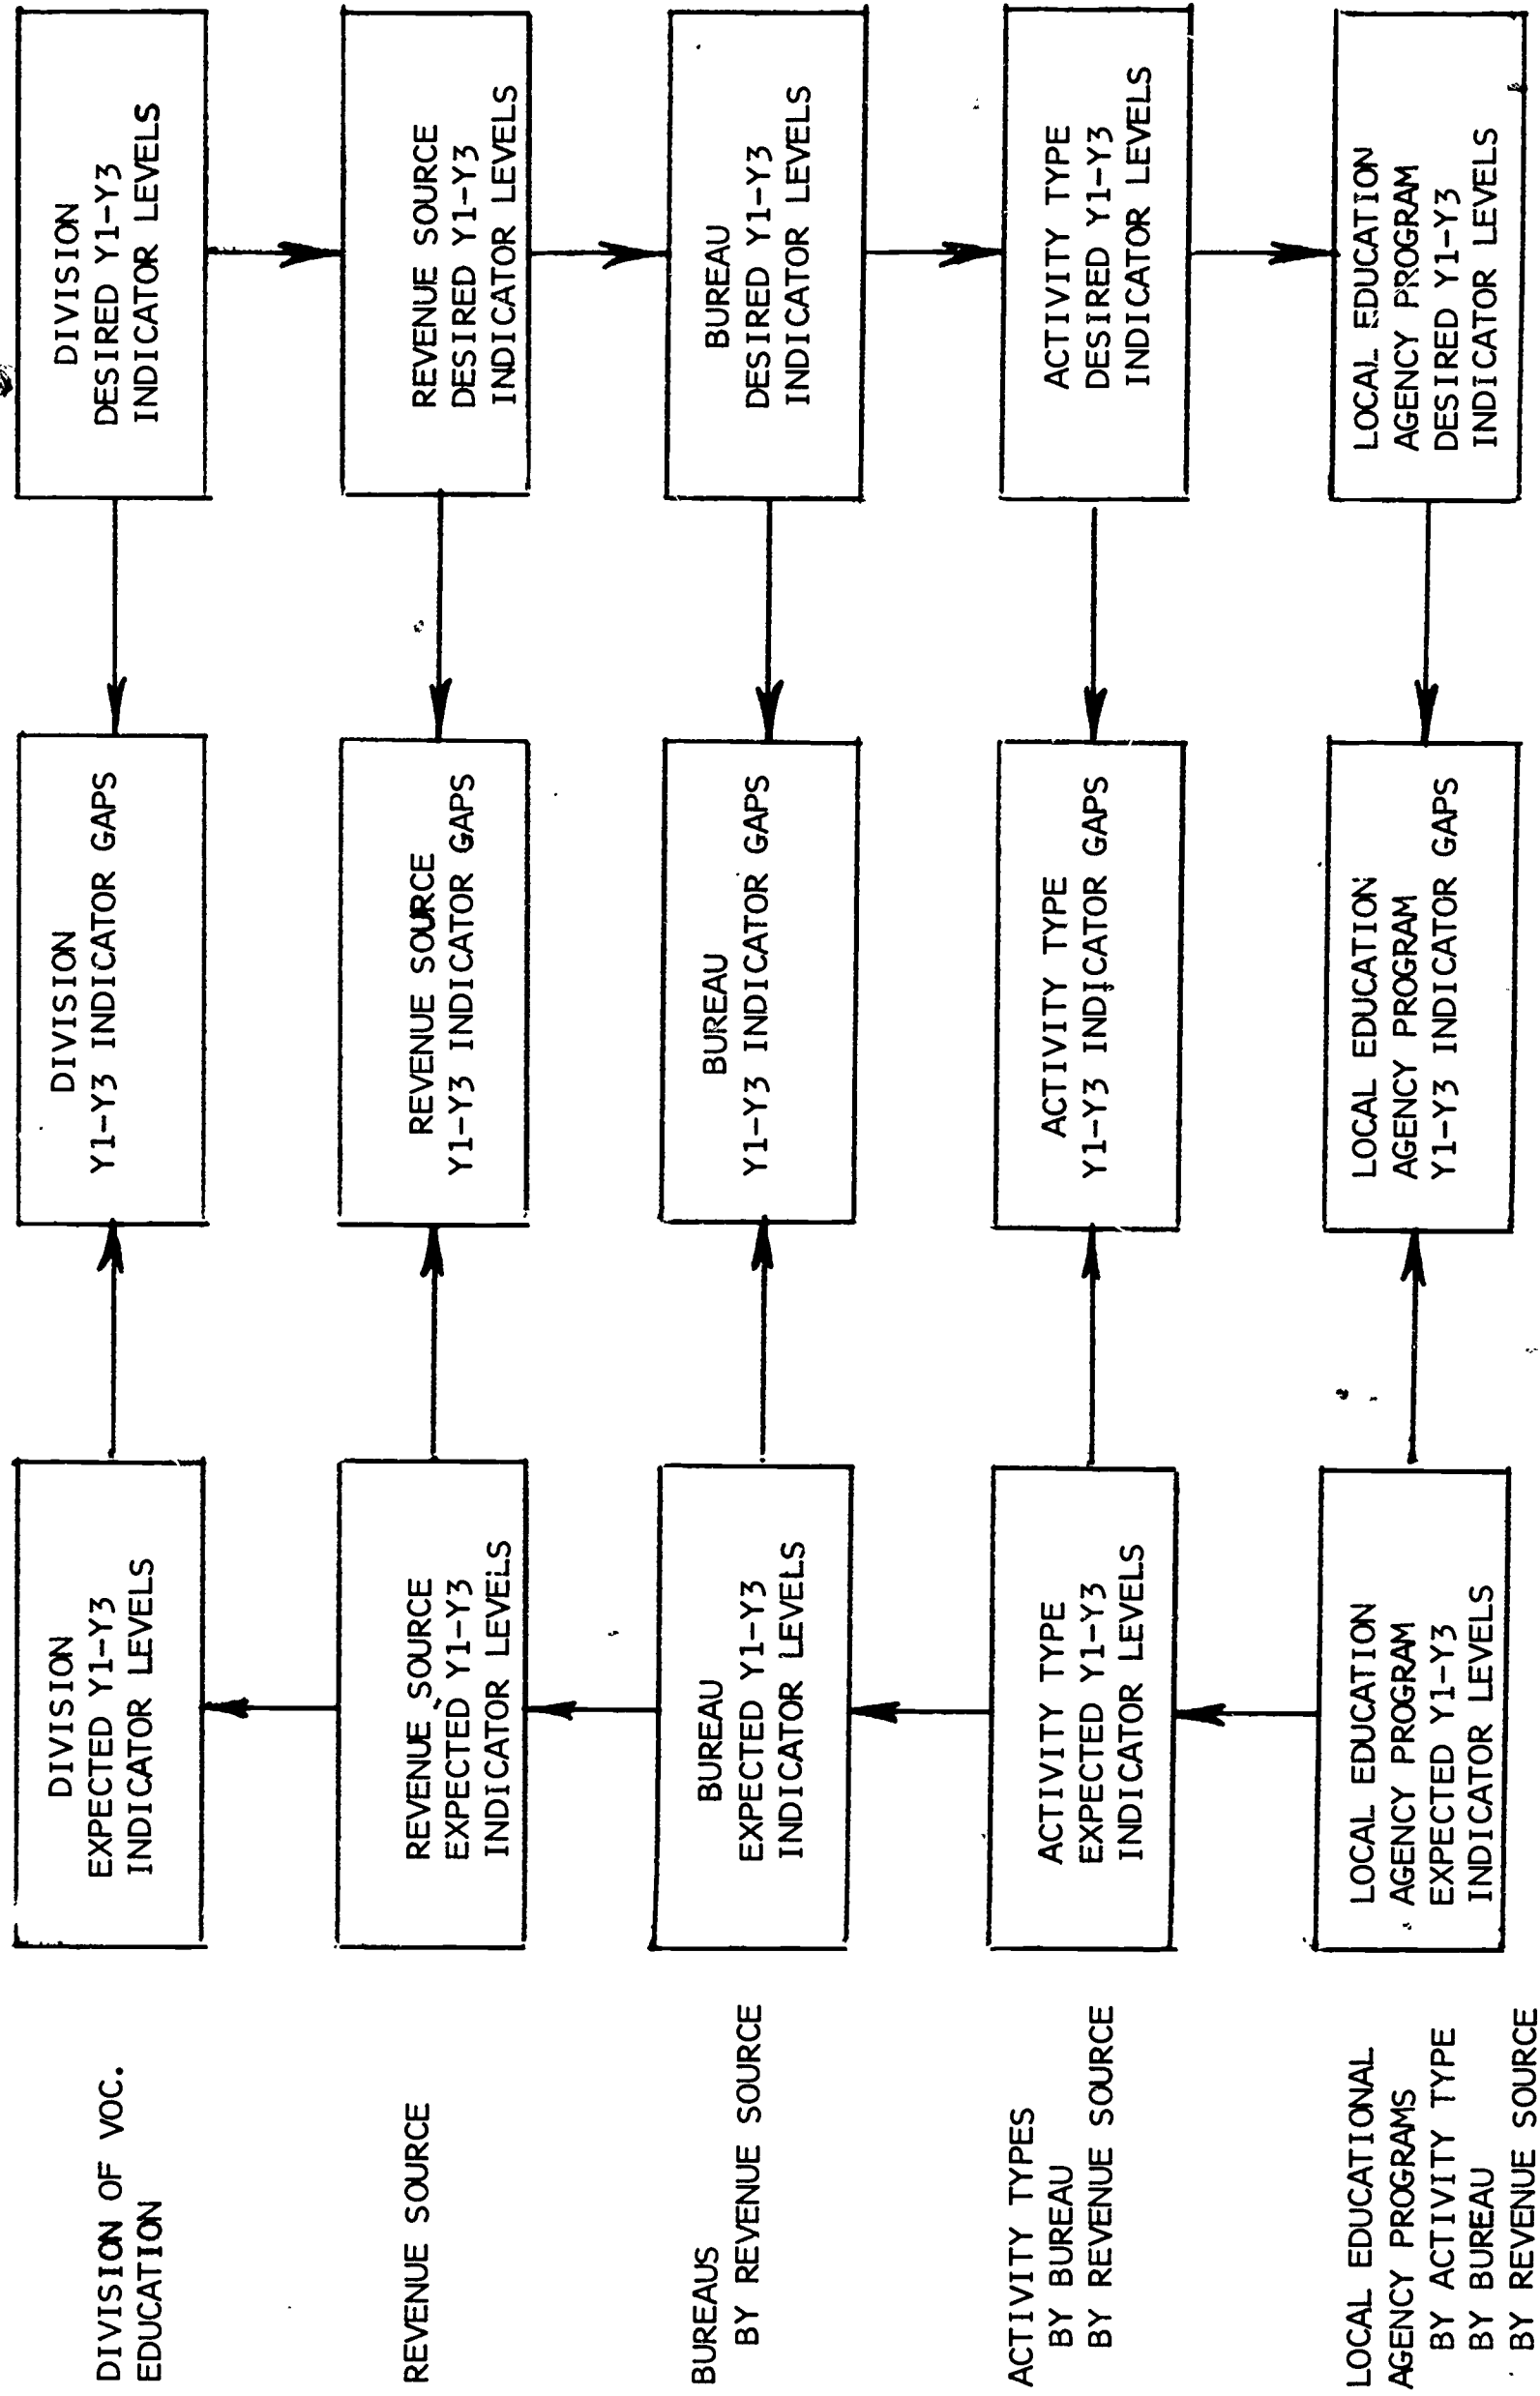 DIVISION OF VOC.
EDUCATION
DIVISION
EXPECTED Y1-Y3
INDICATOR LEVELS
DIVISION
Y1-Y3 INDICATOR GAPS
DIVISION
DESIRED Y1-Y3
INDICATOR LEVELS
REVENUE SOURCE
REVENUE SOURCE
EXPECTED Y1-Y3
INDICATOR LEVELS
REVENUE SOURCE
Y1-Y3 INDICATOR GAPS
REVENUE SOURCE
DESIRED Y1-Y3
INDICATOR LEVELS
BUREAUS
BY REVENUE SOURCE
BUREAU
EXPECTED Y1-Y3
INDICATOR LEVELS
BUREAU
Y1-Y3 INDICATOR GAPS
BUREAU
DESIRED Y1-Y3
INDICATOR LEVELS
ACTIVITY TYPES
BY BUREAU
BY REVENUE SOURCE
ACTIVITY TYPE
EXPECTED Y1-Y3
INDICATOR LEVELS
ACTIVITY TYPE
Y1-Y3 INDICATOR GAPS
ACTIVITY TYPE
DESIRED Y1-Y3
INDICATOR LEVELS
LOCAL EDUCATIONAL
AGENCY PROGRAMS
BY ACTIVITY TYPE
BY BUREAU
BY REVENUE SOURCE
LOCAL EDUCATION
AGENCY PROGRAM
EXPECTED Y1-Y3
INDICATOR LEVELS
LOCAL EDUCATION
AGENCY PROGRAM
Y1-Y3 INDICATOR GAPS
LOCAL EDUCATION
AGENCY PROGRAM
DESIRED Y1-Y3
INDICATOR LEVELS